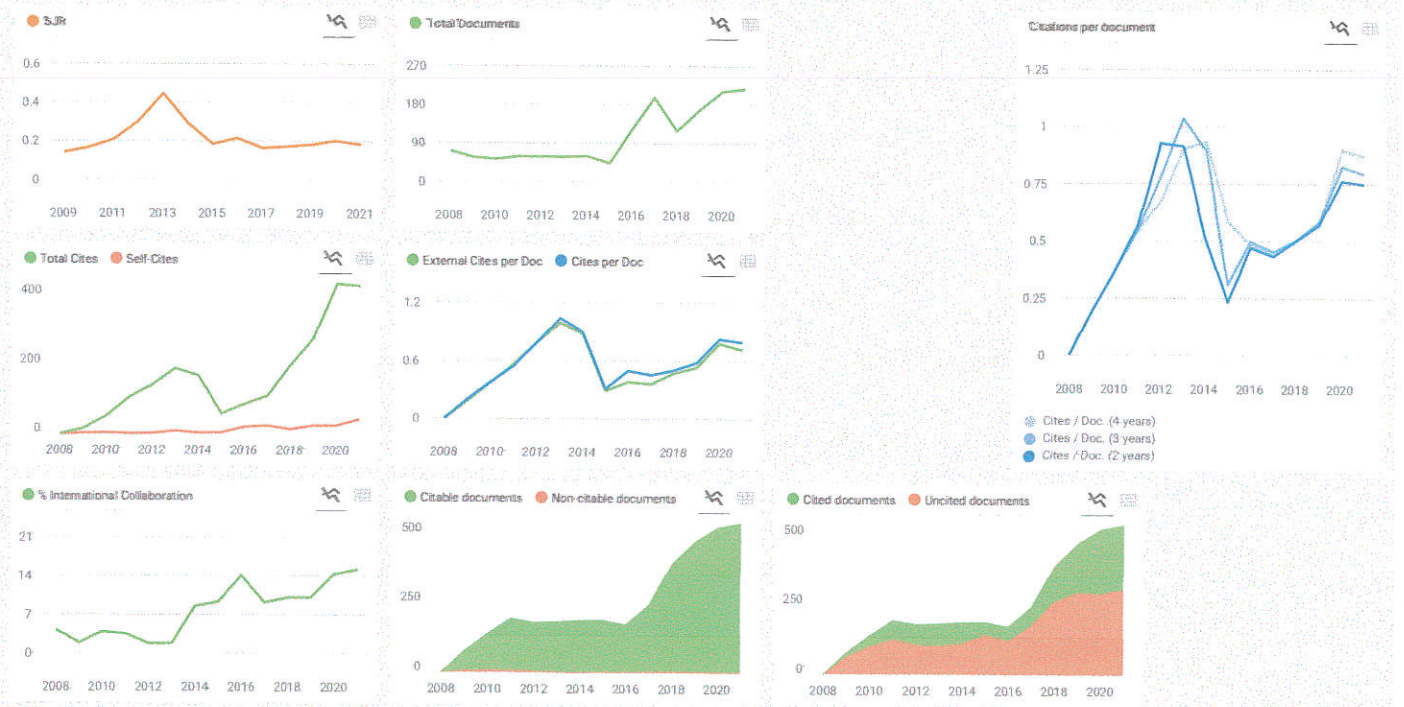 SJR
0.6
0.4
0.2
0
2009 2011 2013 2015 2017 2019 2021
Total Documents
270
180
90
0
2008 2010 2012 2014 2016 2018 2020
Citations per document
1.25
1
0.75
0.5
0.25
0
2008 2010 2012 2014 2016 2018 2020
Cites / Doc. (4 years)
Cites / Doc. (3 years)
Cites / Doc. (2 years)
Total Cites Self-Cites
400
200
0
2008 2010 2012 2014 2016 2018 2020
External Cites per Doc Cites per Doc
1.2
0.6
0
2008 2010 2012 2014 2016 2018 2020
% International Collaboration
21
14
7
0
2008 2010 2012 2014 2016 2018 2020
Citable documents Non-citable documents
500
250
0
2008 2010 2012 2014 2016 2018 2020
Cited documents Uncited documents
500
250
0
2008 2010 2012 2014 2016 2018 2020